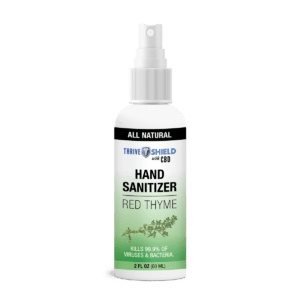 ALL NATURAL
THRIVE SHIELD
with CBD
HAND
SANITIZER
RED THYME
KILLS 99.9% OF
VIRUSES & BACTERIA.
2 FL OZ (60 ML)